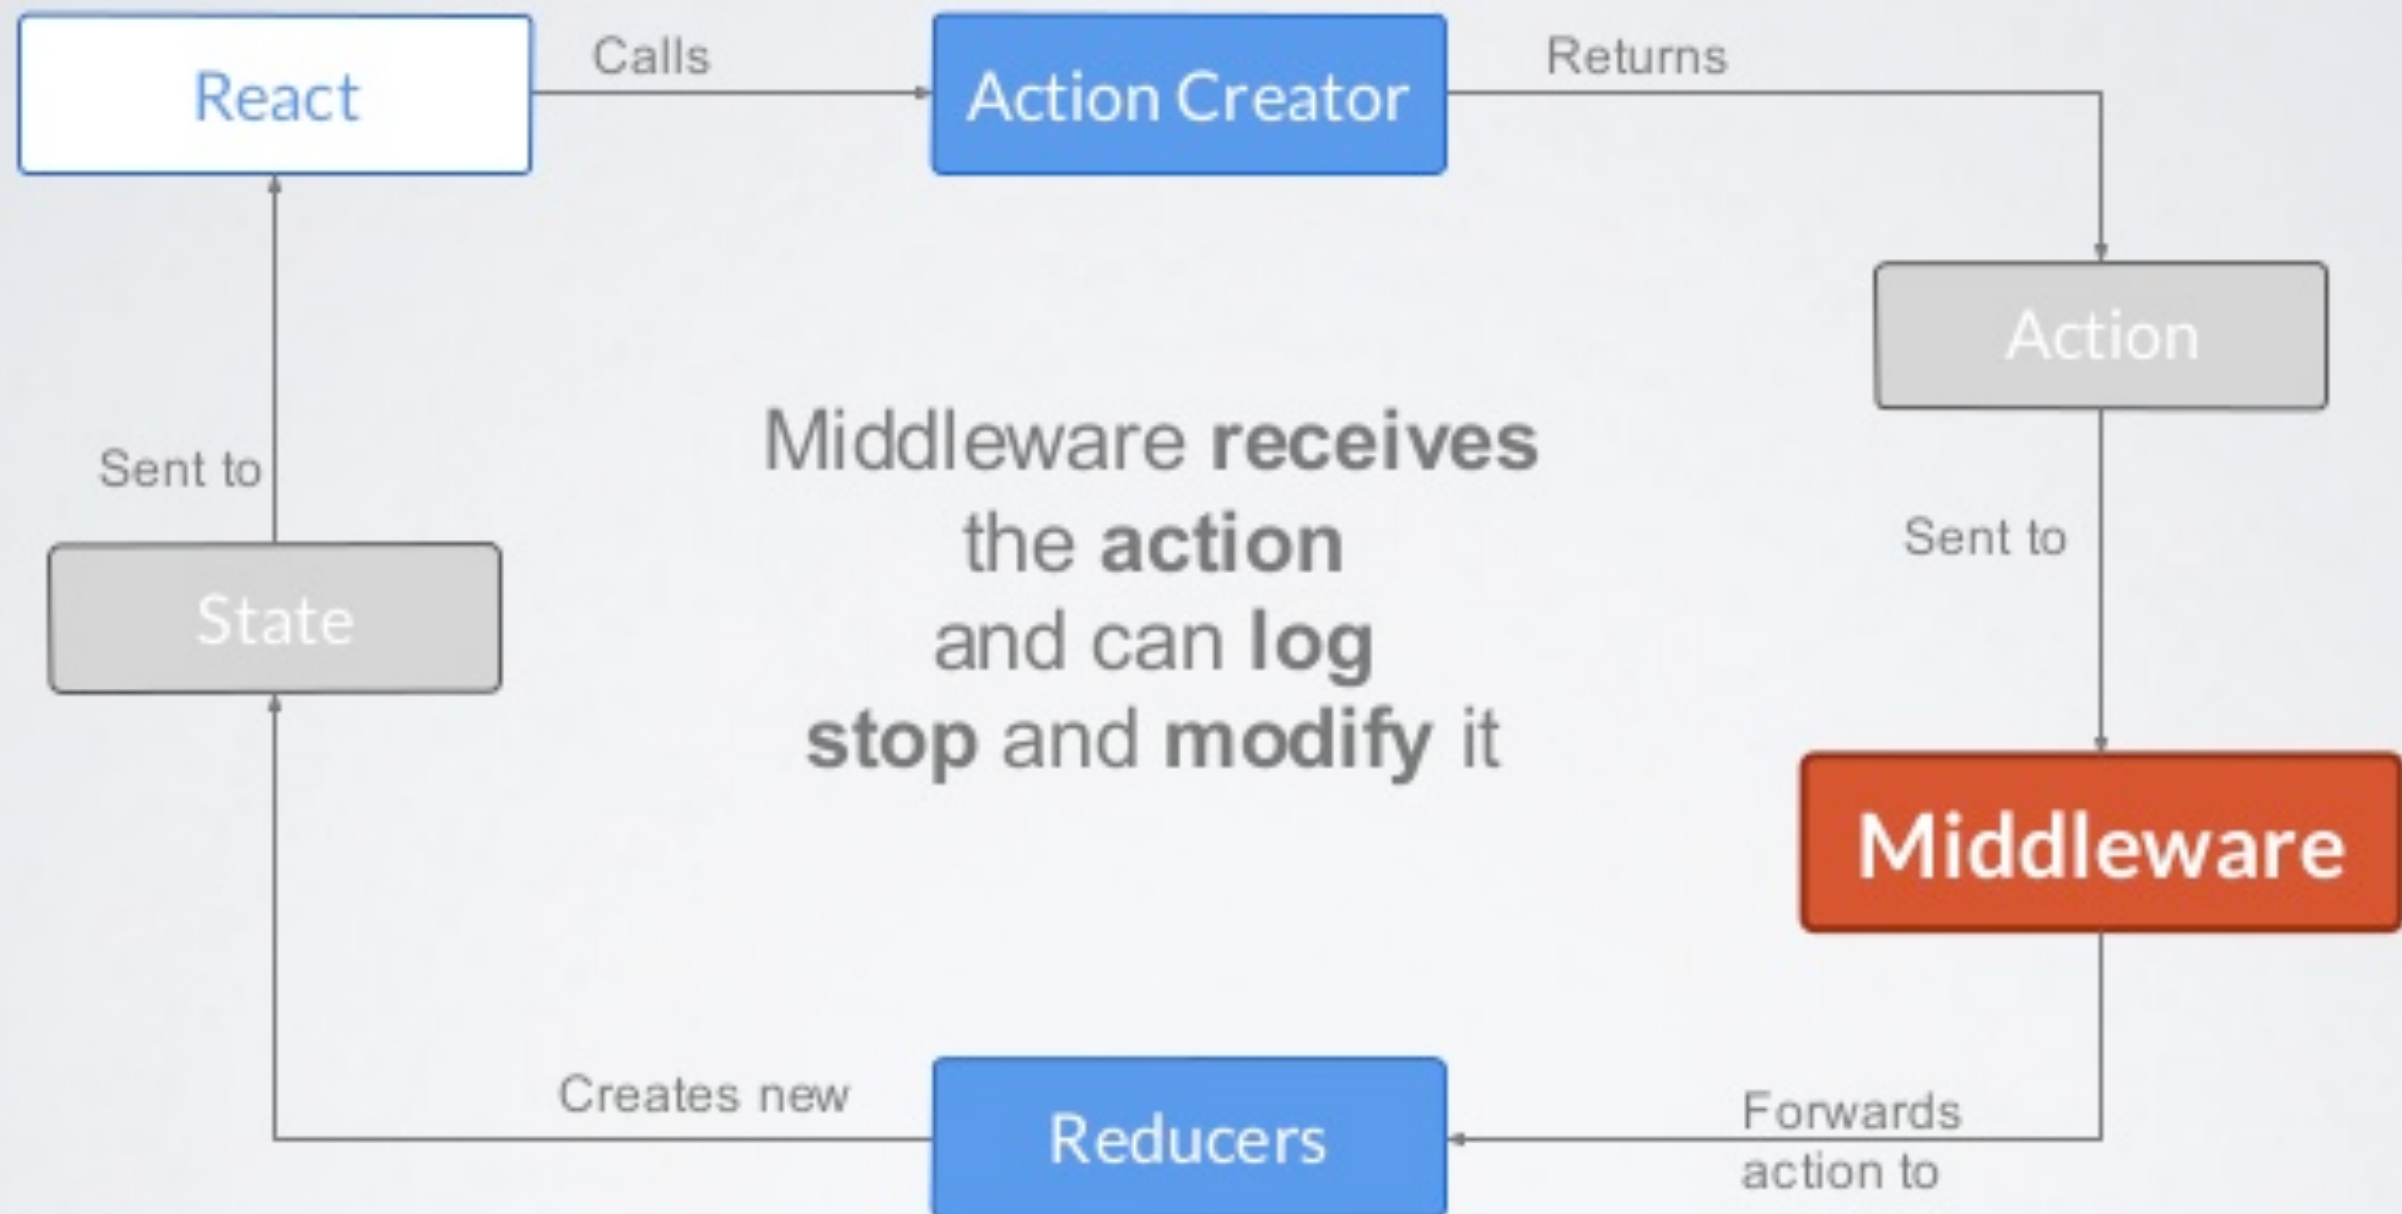 React
Calls
Action Creator
Returns
Action
Sent to
Middleware
Forwards
action to
Reducers
Creates new
State
Sent to
Middleware receives
the action
and can log
stop and modify it